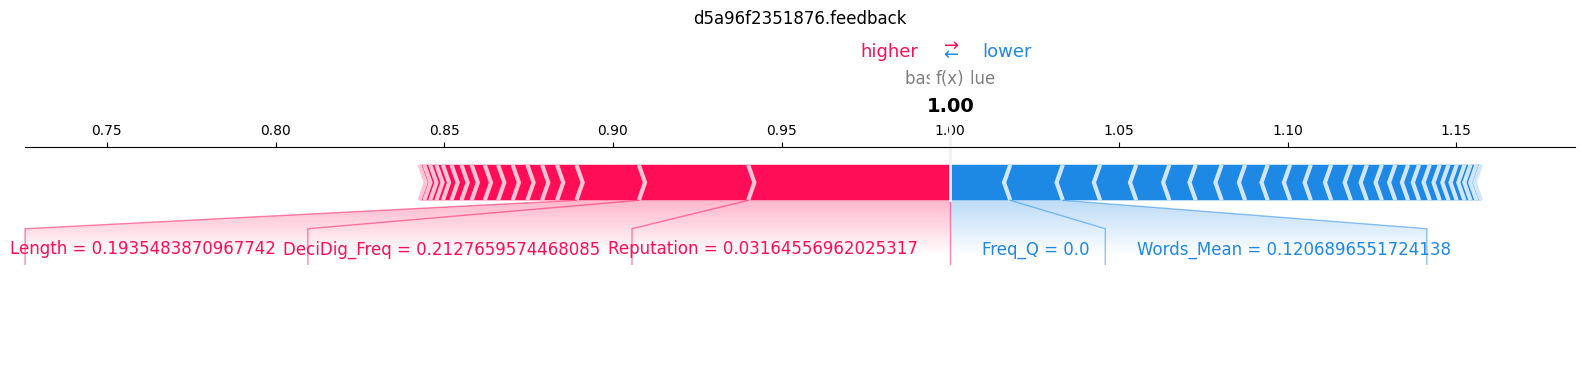 d5a96f2351876.feedback
higher → ← lower
f(x)
1.00
0.75 0.80 0.85 0.90 0.95 1.00 1.05 1.10 1.15
Length = 0.1935483870967742 DeciDig_Freq = 0.2127659574468085 Reputation = 0.03164556962025317 Freq_Q = 0.0 Words_Mean = 0.1206896551724138